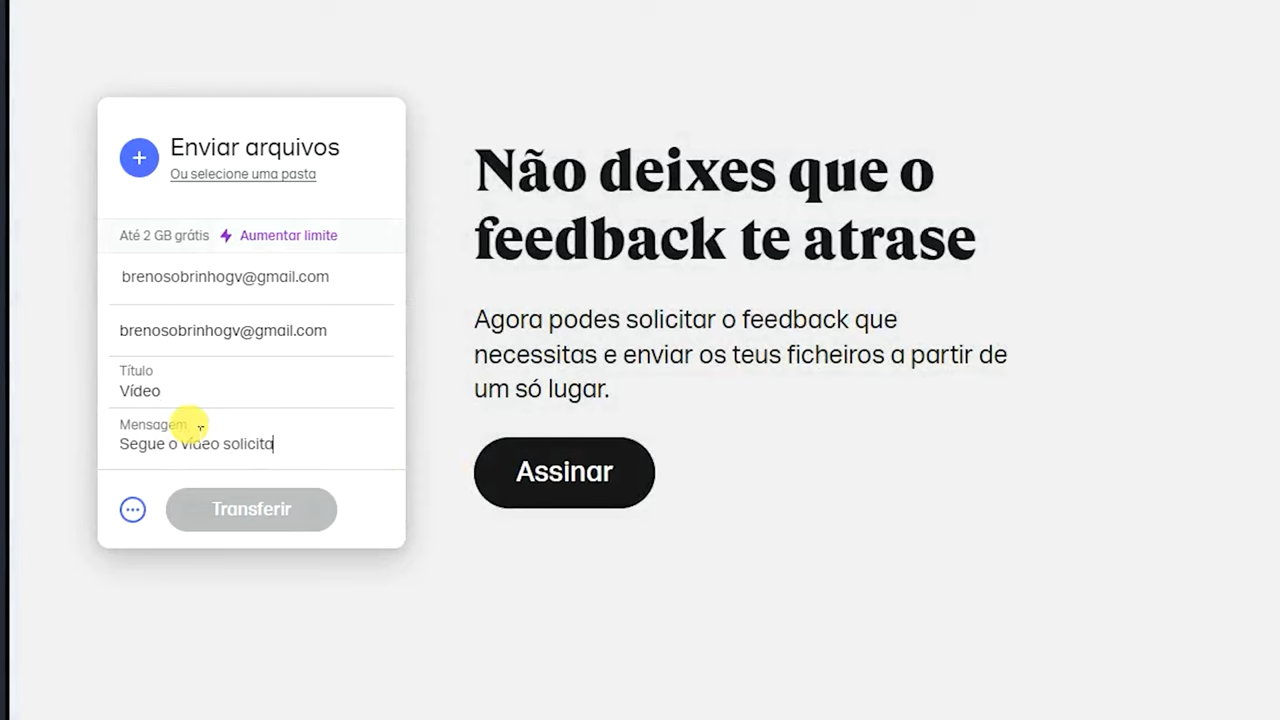 Enviar arquivos
Ou selecione uma pasta
Até 2 GB grátis Aumentar limite
brenosobrinhogv@gmail.com
brenosobrinhogv@gmail.com
Título
Vídeo
Mensagem
Segue o vídeo solicita
Transferir
Não deixes que o
feedback te atrase
Agora podes solicitar o feedback que
necessitas e enviar os teus ficheiros a partir de
um só lugar.
Assinar